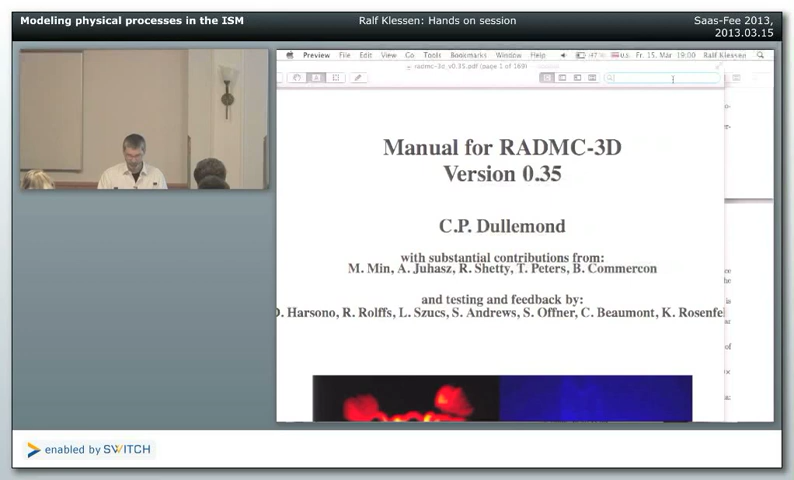 Modeling physical processes in the ISM
Ralf Klessen: Hands on session
Saas-Fee 2013,
2013.03.15
Preview File Edit View Go Tools Bookmarks Window Help
Fr. 15. Mär 19:00 Ralf Klessen
radmc-3d_v0.35.pdf (page 1 of 169)
Manual for RADMC-3D
Version 0.35
C.P. Dullemond
with substantial contributions from:
M. Min, A. Juhasz, R. Shetty, T. Peters, B. Commercon
and testing and feedback by:
D. Harsono, R. Rolffs, L. Szucs, S. Andrews, S. Offner, C. Beaumont, K. Rosenfe
enabled by SWITCH